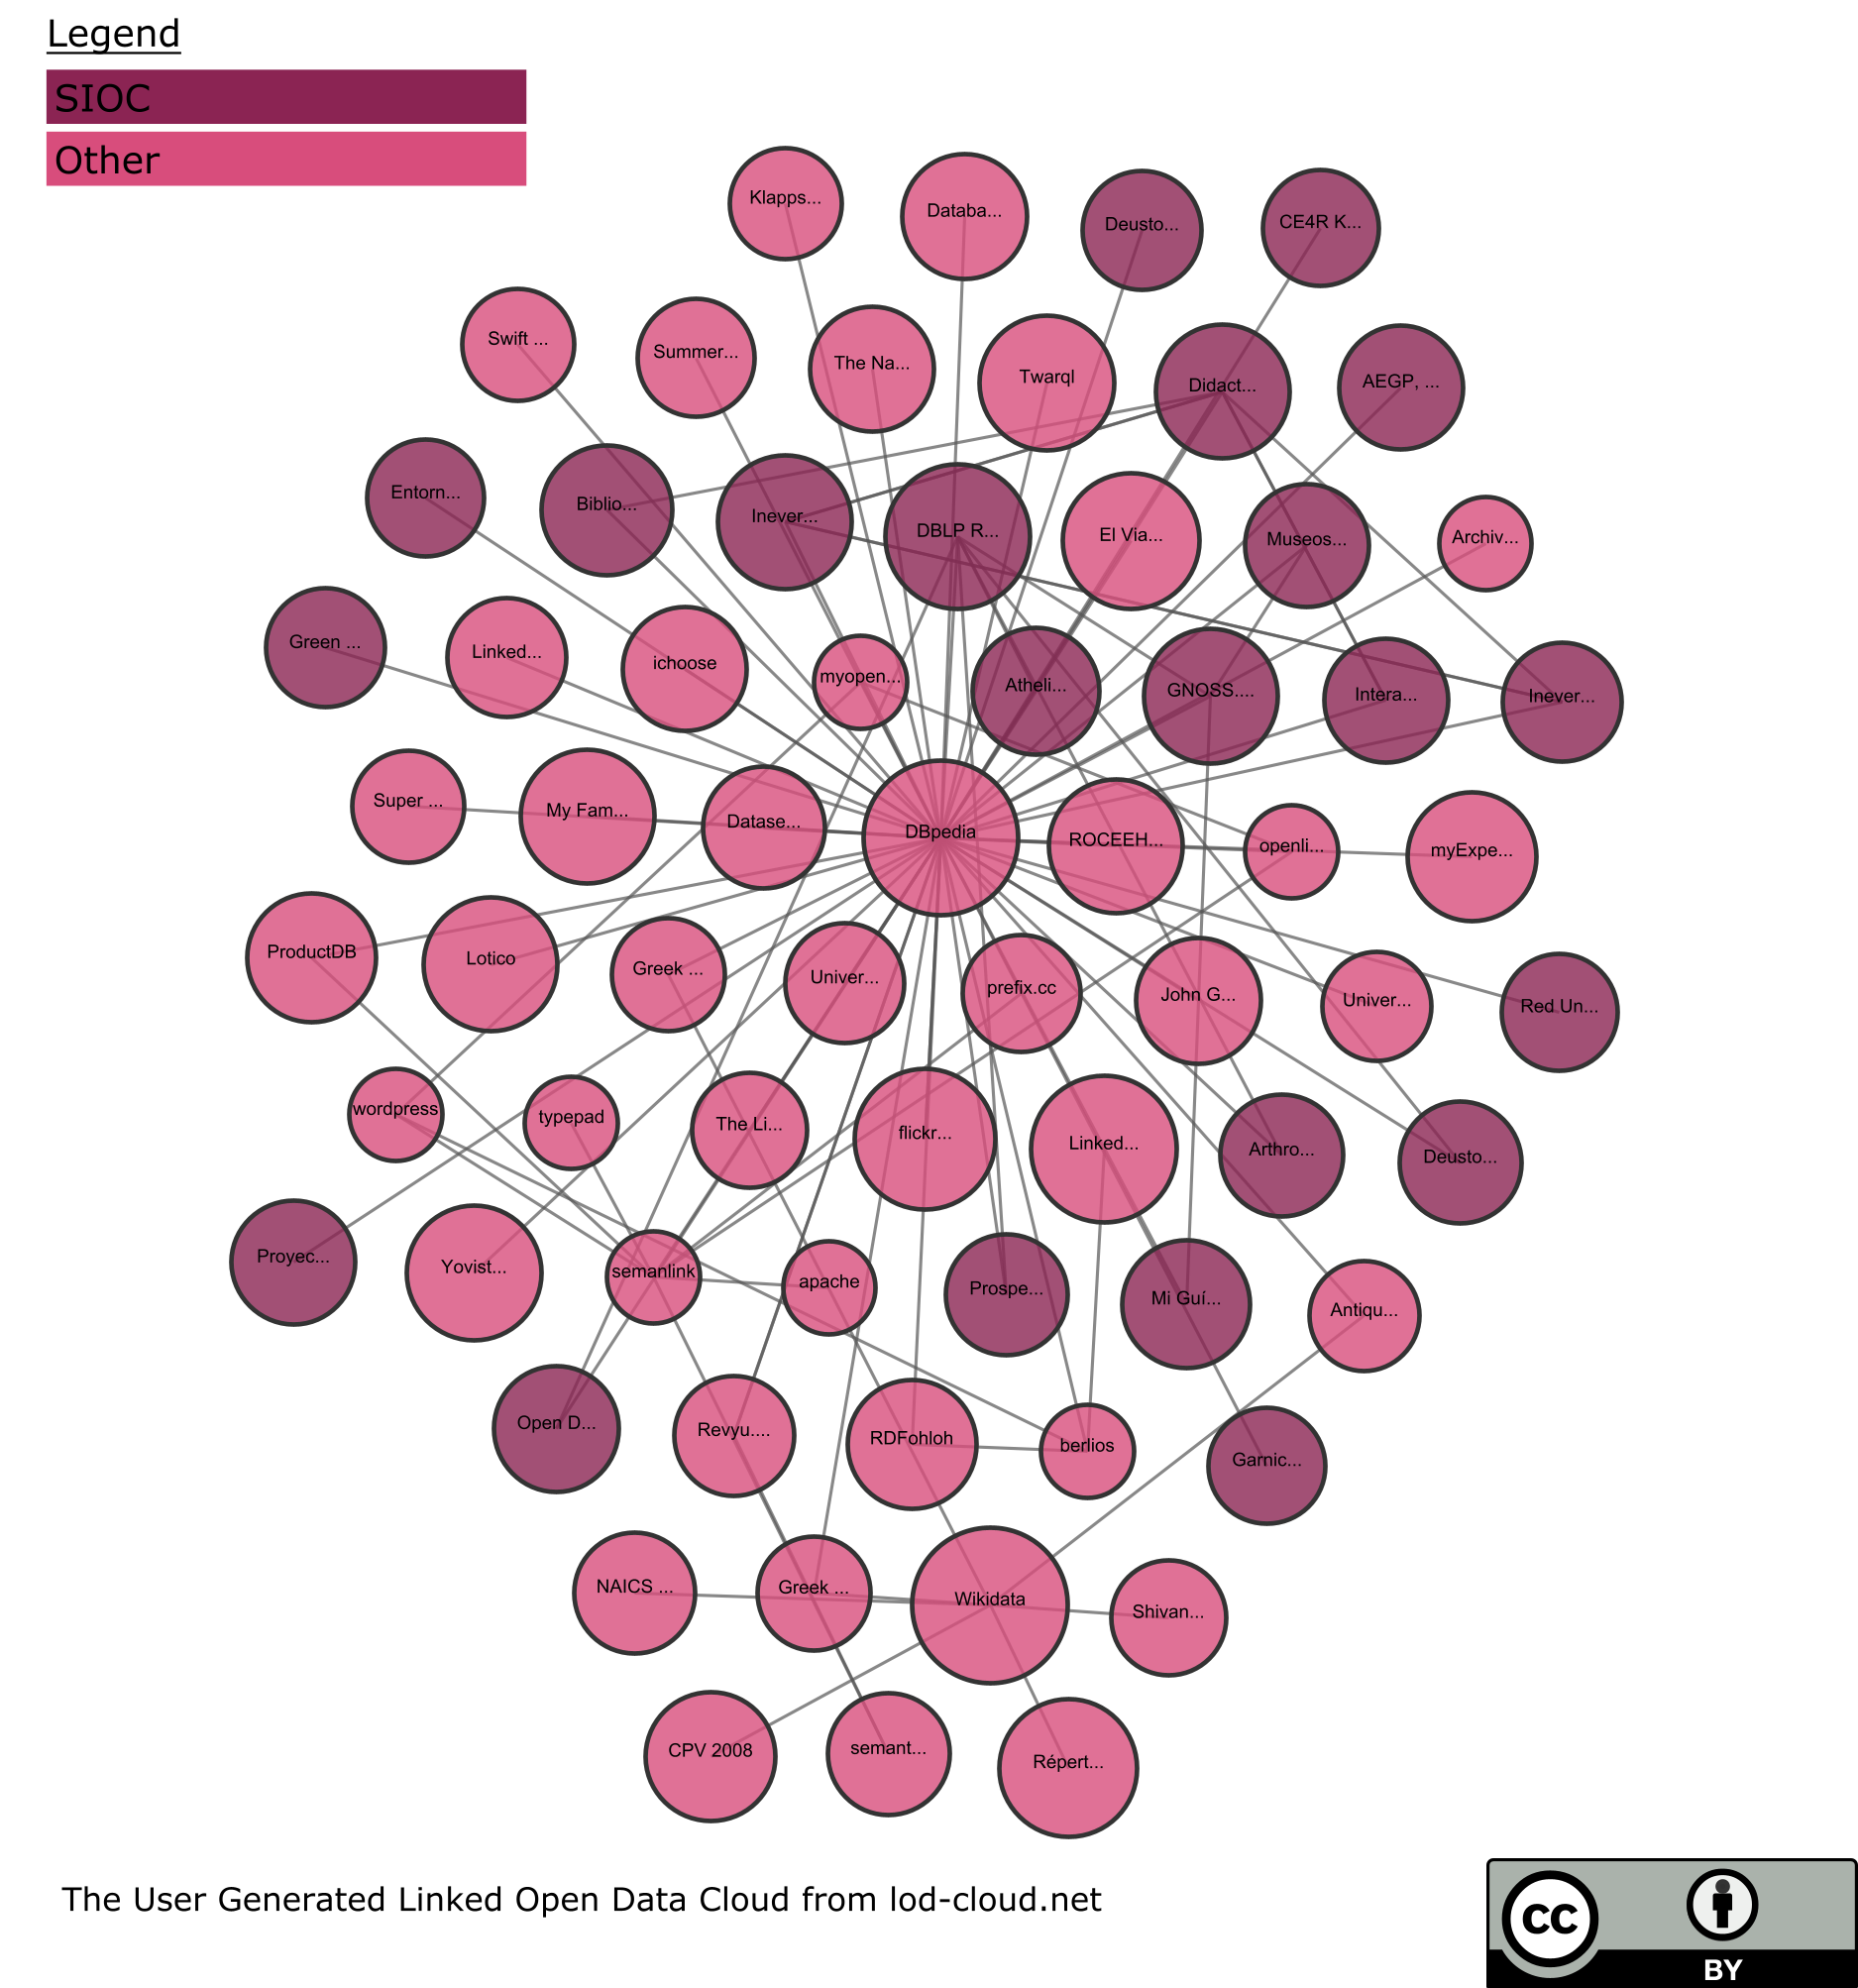 Legend
SIOC
Other
Klapps...
Databa...
Deusto...
CE4R K...
Swift ...
Summer...
The Na...
Twarql
Didact...
AEGP, ...
Entorn...
Biblio...
Inever...
DBLP R...
El Via...
Museos...
Archiv...
Green ...
Linked...
ichoose
myopen...
Atheli...
GNOSS....
Intera...
Inever...
Super ...
My Fam...
Datase...
DBpedia
ROCEEH...
openli...
myExpe...
ProductDB
Lotico
Greek ...
Univer...
prefix.cc
John G...
Univer...
Red Un...
wordpress
typepad
The Li...
flickr...
Linked...
Arthro...
Deusto...
Proyec...
Yovist...
semanlink
apache
Prospe...
Mi Guí...
Antiqu...
Open D...
Revyu....
RDFohloh
berlios
Garnic...
NAICS ...
Greek ...
Wikidata
Shivan...
CPV 2008
semant...
Répert...
The User Generated Linked Open Data Cloud from lod-cloud.net
cc
BY